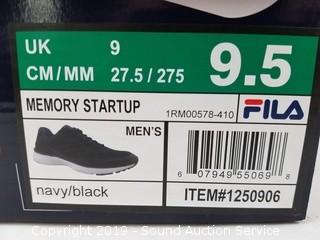 UK 9 9.5
CM/MM 27.5 / 275
MEMORY STARTUP 1RM00578-410 FILA
MEN'S
navy/black
6 07949 55069 8
ITEM#1250906
Copyright 2019 - Sound Auction Service